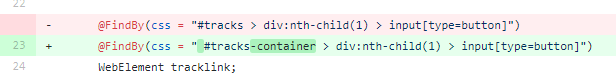 22
- @FindBy(css = "#tracks > div:nth-child(1) > input[type=button]")
23 + @FindBy(css = " #tracks-container > div:nth-child(1) > input[type=button]")
24 WebElement tracklink;